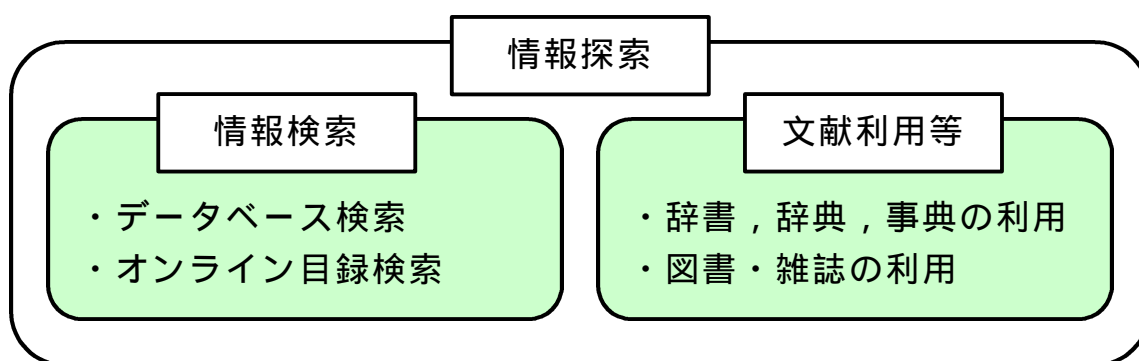 情報探索
情報検索
・データベース検索
・オンライン目録検索
文献利用等
・辞書，辞典，事典の利用
・図書・雑誌の利用